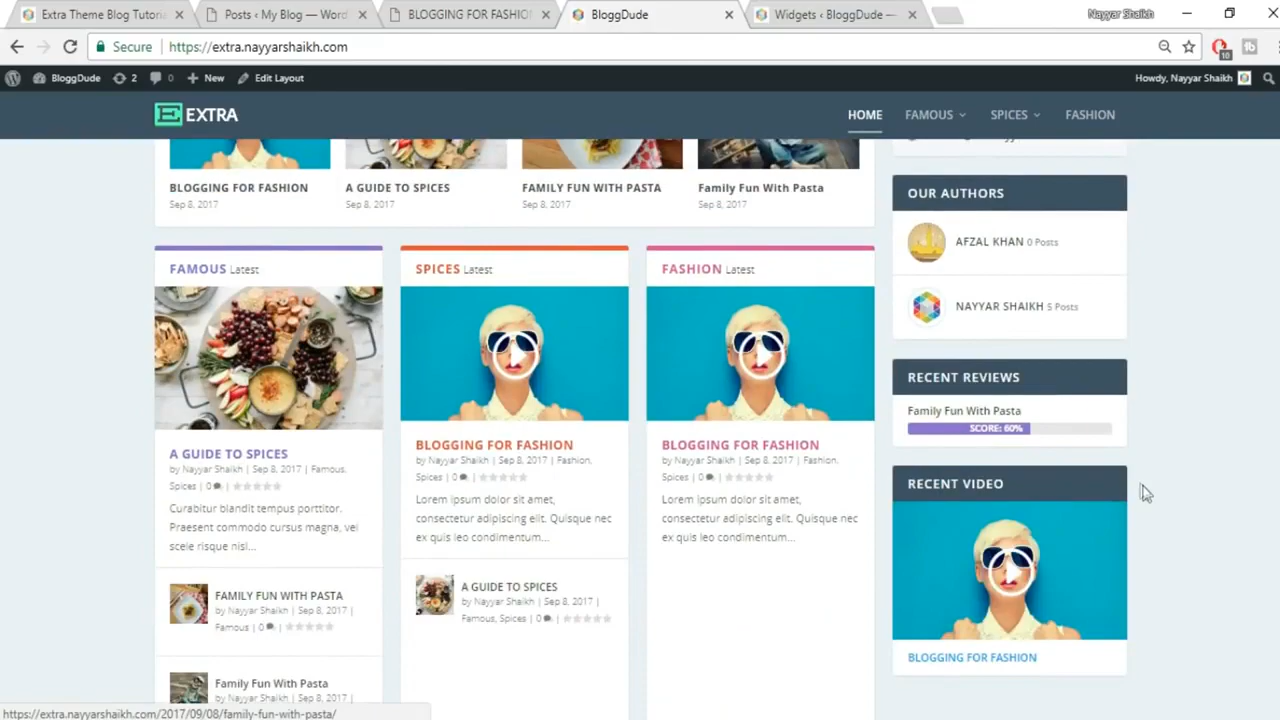 Extra Theme Blog Tutoria
Posts ‹ My Blog — Word
BLOGGING FOR FASHIO
BloggDude
Widgets ‹ BloggDude —
Nayyar Shaikh
Secure
https://extra.nayyarshaikh.com
10
BloggDude
2
0
New
Edit Layout
Howdy, Nayyar Shaikh
EXTRA
HOME
FAMOUS
SPICES
FASHION
BLOGGING FOR FASHION
Sep 8, 2017
A GUIDE TO SPICES
Sep 8, 2017
FAMILY FUN WITH PASTA
Sep 8, 2017
Family Fun With Pasta
Sep 8, 2017
FAMOUS Latest
A GUIDE TO SPICES
by Nayyar Shaikh | Sep 8, 2017 | Famous,
Spices | 0 |
Curabitur blandit tempus porttitor.
Praesent commodo cursus magna, vel
scele risque nisl...
FAMILY FUN WITH PASTA
by Nayyar Shaikh | Sep 8, 2017 |
Famous | 0 |
Family Fun With Pasta
by Nayyar Shaikh | Sep 8, 2017 |
SPICES Latest
BLOGGING FOR FASHION
by Nayyar Shaikh | Sep 8, 2017 | Fashion,
Spices | 0 |
Lorem ipsum dolor sit amet,
consectetur adipiscing elit. Quisque nec
ex quis leo condimentum...
A GUIDE TO SPICES
by Nayyar Shaikh | Sep 8, 2017 |
Famous, Spices | 0 |
FASHION Latest
BLOGGING FOR FASHION
by Nayyar Shaikh | Sep 8, 2017 | Fashion,
Spices | 0 |
Lorem ipsum dolor sit amet,
consectetur adipiscing elit. Quisque nec
ex quis leo condimentum...
OUR AUTHORS
AFZAL KHAN 0 Posts
NAYYAR SHAIKH 5 Posts
RECENT REVIEWS
Family Fun With Pasta
SCORE: 60%
RECENT VIDEO
BLOGGING FOR FASHION
https://extra.nayyarshaikh.com/2017/09/08/family-fun-with-pasta/